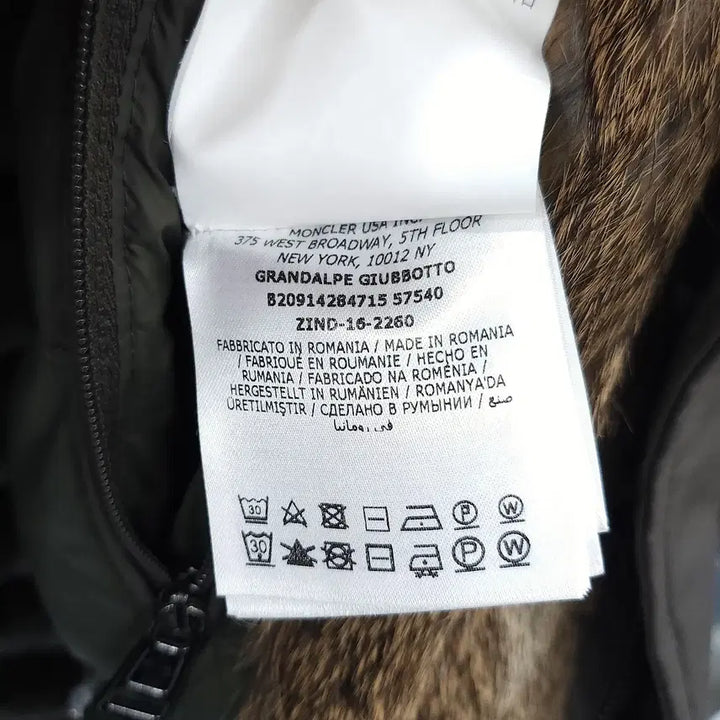 MONCLER USA INC.
375 WEST BROADWAY, 5TH FLOOR
NEW YORK, 10012 NY
GRANDALPE GIUBBOTTO
B20914284715 57540
ZIND-16-2260
FABBRICATO IN ROMANIA / MADE IN ROMANIA
/ FABRIQUÉ EN ROUMANIE / HECHO EN
RUMANIA / FABRICADO NA ROMÉNIA /
HERGESTELLT IN RUMÄNIEN / ROMANYA'DA
ÜRETILMIŞTIR / СДЕЛАНО В РУМЫНИИ / صنع
في رومانيا
30 P W
30 P W